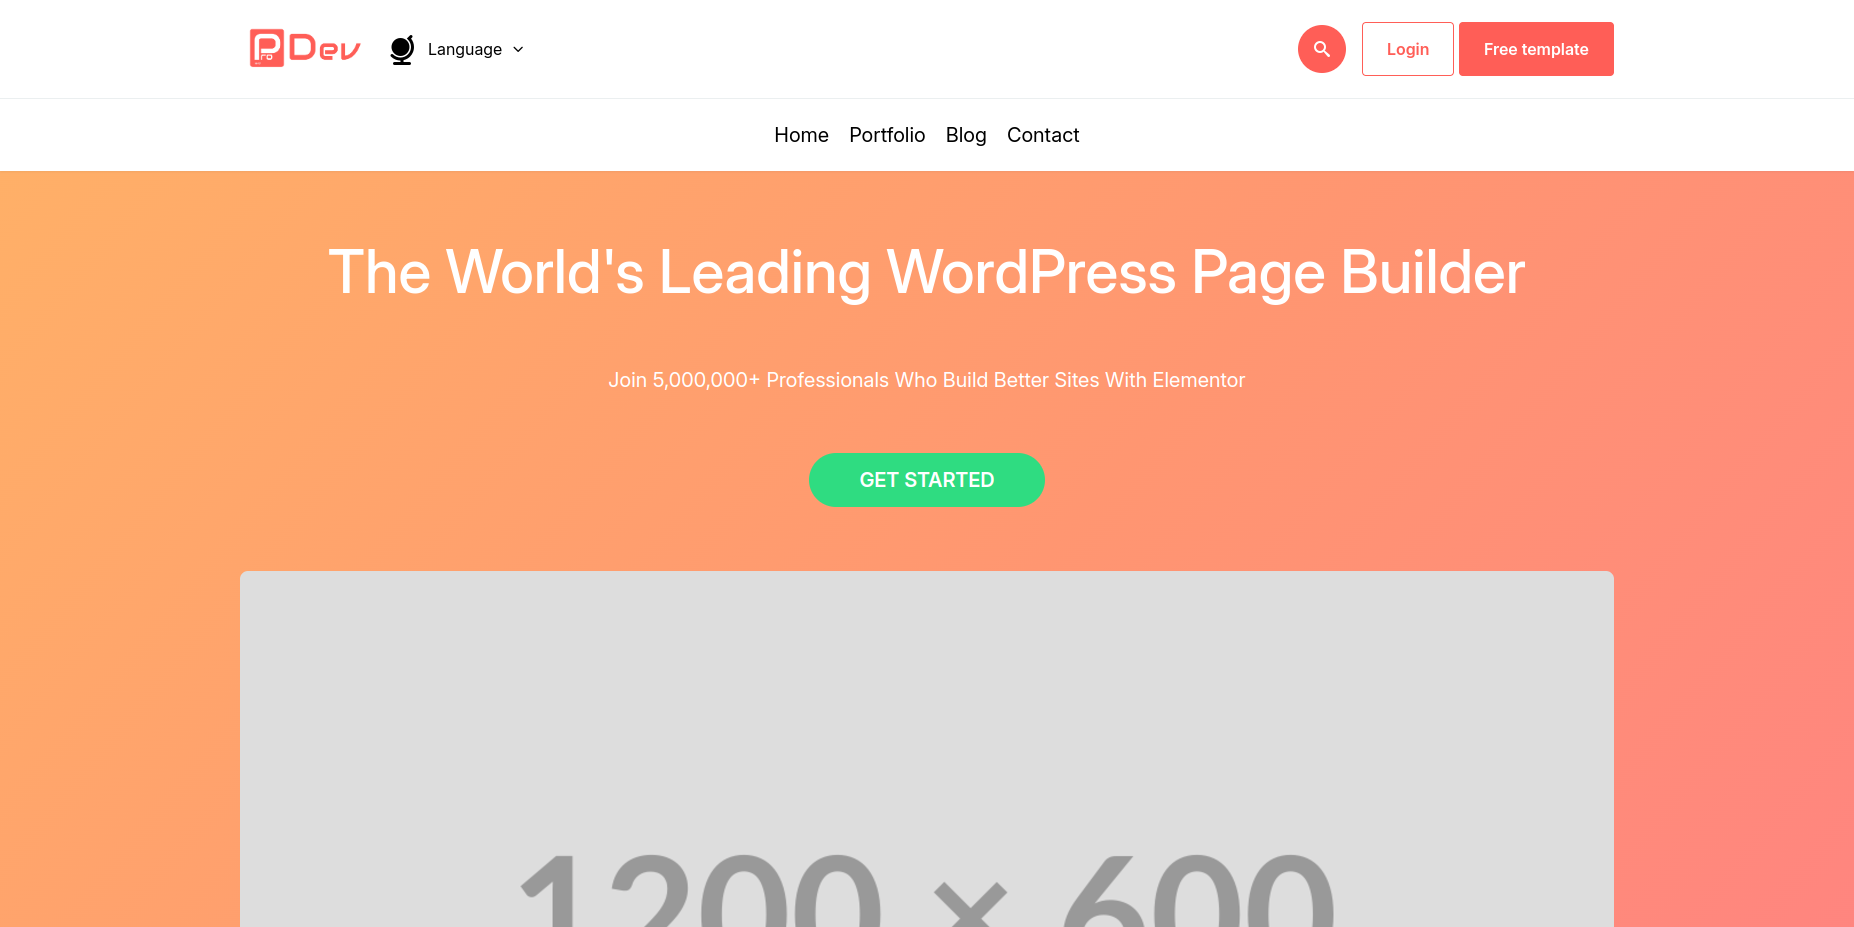 Dev
Language
Login
Free template
Home Portfolio Blog Contact
The World's Leading WordPress Page Builder
Join 5,000,000+ Professionals Who Build Better Sites With Elementor
GET STARTED
1200 × 600